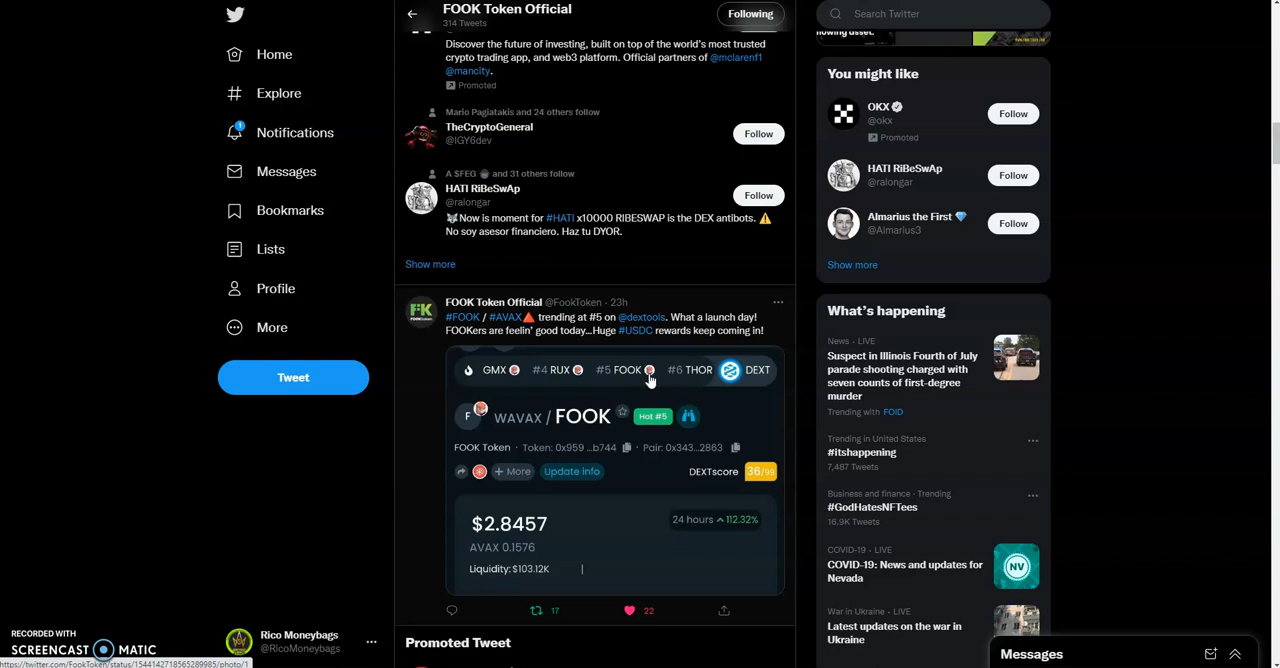 FOOK Token Official
314 Tweets
Following
Search Twitter
Home
Explore
1
Notifications
Messages
Bookmarks
Lists
Profile
More
Tweet
Discover the future of investing, built on top of the world's most trusted
crypto trading app, and web3 platform. Official partners of @mclarenf1
@mancity.
Promoted
Mario Pagiatakis and 24 others follow
TheCryptoGeneral
@IGY6dev
Follow
A $FEG and 31 others follow
HATI RiBeSwAp
@ralongar
Follow
Now is moment for #HATI x10000 RIBESWAP is the DEX antibots.
No soy asesor financiero. Haz tu DYOR.
Show more
FOOK Token Official @FookToken · 23h
#FOOK / #AVAX trending at #5 on @dextools. What a launch day!
FOOKers are feelin' good today...Huge #USDC rewards keep coming in!
GMX #4 RUX #5 FOOK #6 THOR DEXT
F WAVAX / FOOK Hot #5
FOOK Token · Token: 0x959 ...b744 · Pair: 0x343...2863
+ More Update info DEXTscore 36/99
$2.8457
24 hours 112.32%
AVAX 0.1576
Liquidity: $103.12K
17 22
Promoted Tweet
You might like
OKX
@okx
Promoted
Follow
HATI RiBeSwAp
@ralongar
Follow
Almarius the First
@Almarius3
Follow
Show more
What's happening
News · LIVE
Suspect in Illinois Fourth of July
parade shooting charged with
seven counts of first-degree
murder
Trending with FOID
Trending in United States
#itshappening
7,487 Tweets
Business and finance · Trending
#GodHatesNFTees
16.9K Tweets
COVID-19 · LIVE
COVID-19: News and updates for
Nevada
NV
War in Ukraine · LIVE
Latest updates on the war in
Ukraine
Messages
RECORDED WITH
SCREENCAST MATIC
Rico Moneybags
@RicoMoneybags
https://twitter.com/FookToken/status/1544142718565289985/photo/1